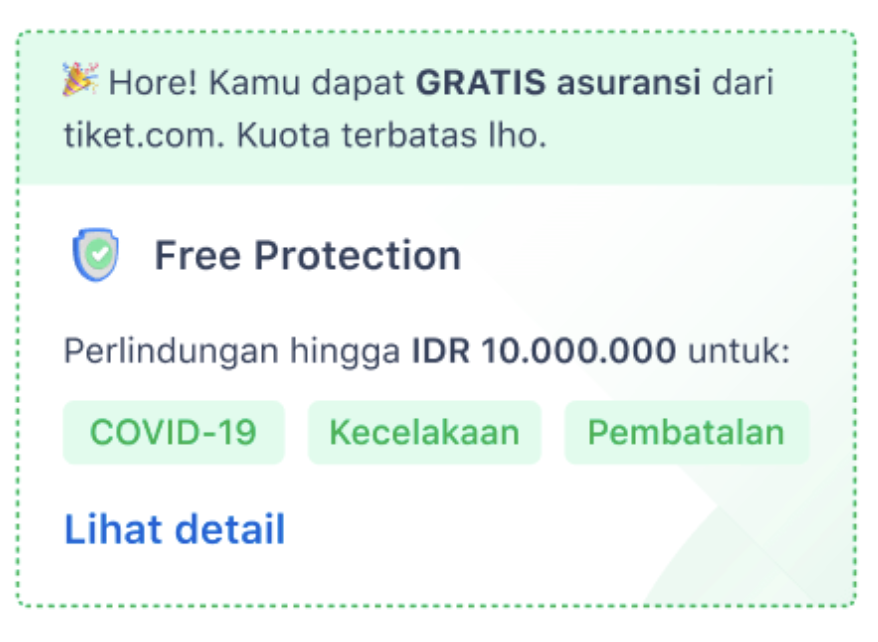 🎉 Hore! Kamu dapat GRATIS asuransi dari
tiket.com. Kuota terbatas lho.
Free Protection
Perlindungan hingga IDR 10.000.000 untuk:
COVID-19 Kecelakaan Pembatalan
Lihat detail